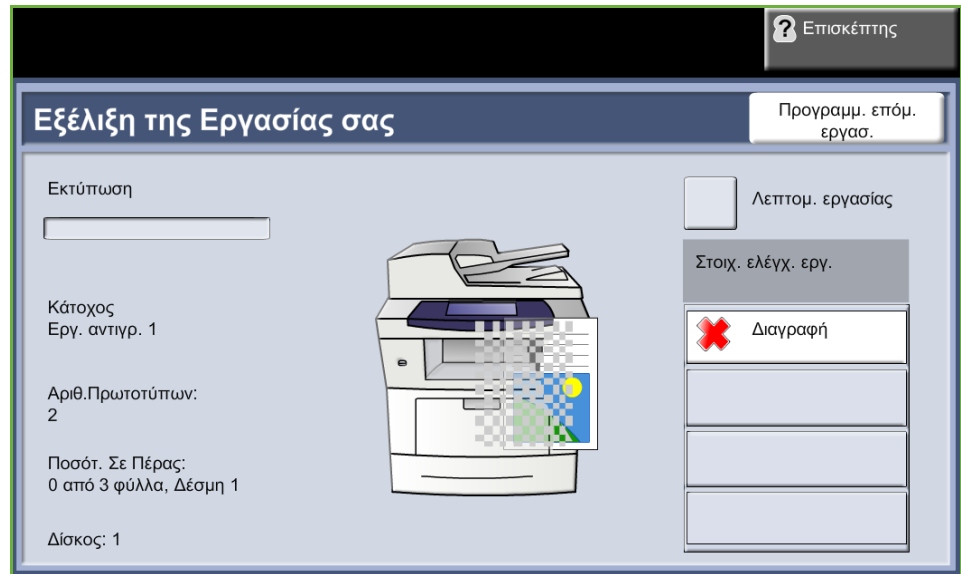 Επισκέπτης
Εξέλιξη της Εργασίας σας
Προγραμμ. επόμ.
εργασ.
Εκτύπωση
Λεπτομ. εργασίας
Στοιχ. ελέγχ. εργ.
Κάτοχος
Εργ. αντιγρ. 1
Διαγραφή
Αριθ.Πρωτοτύπων:
2
Ποσότ. Σε Πέρας:
0 από 3 φύλλα, Δέσμη 1
Δίσκος: 1